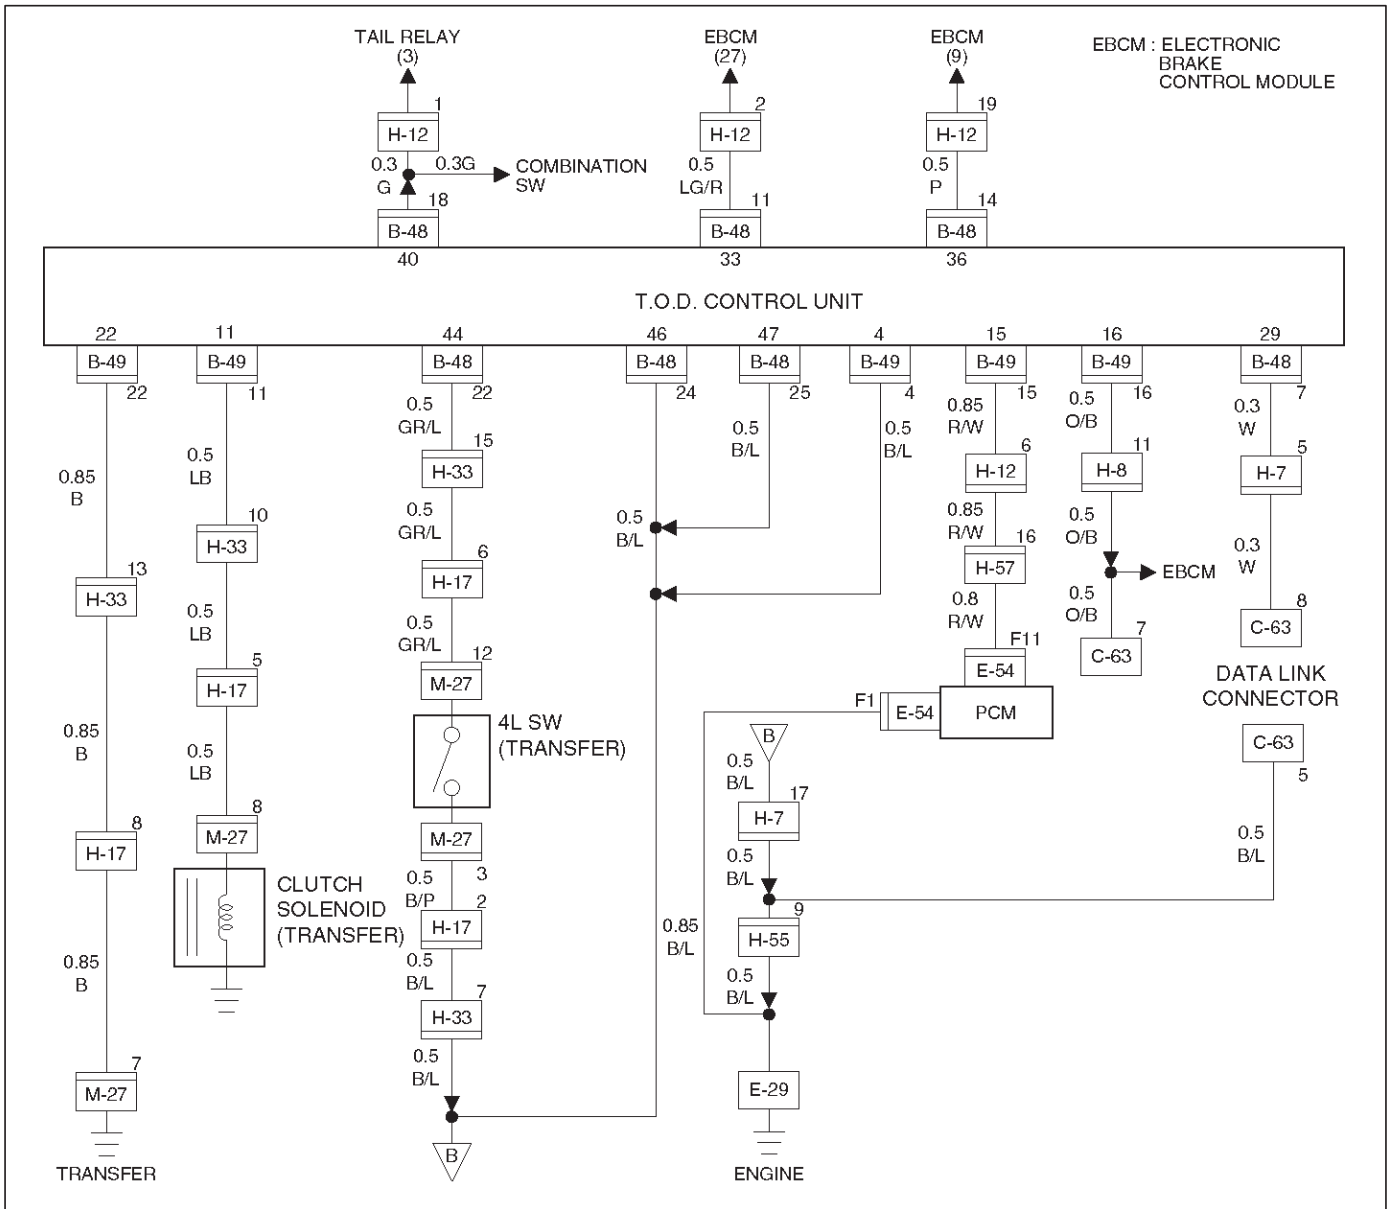 TAIL RELAY
(3)
EBCM
(27)
EBCM
(9)
EBCM : ELECTRONIC
BRAKE
CONTROL MODULE
1
H-12
2
H-12
19
H-12
0.3
G
0.3G
COMBINATION
SW
0.5
LG/R
0.5
P
18
B-48
11
B-48
14
B-48
40
33
36
T.O.D. CONTROL UNIT
22
11
44
46
47
4
15
16
29
B-49
B-49
B-48
B-48
B-48
B-49
B-49
B-49
B-48
22
11
22
24
25
4
15
16
7
0.85
B
13
H-33
0.85
B
8
H-17
0.85
B
7
M-27
TRANSFER
0.5
LB
10
H-33
0.5
LB
5
H-17
0.5
LB
8
M-27
CLUTCH
SOLENOID
(TRANSFER)
0.5
GR/L
15
H-33
0.5
GR/L
6
H-17
0.5
GR/L
12
M-27
4L SW
(TRANSFER)
M-27
3
0.5
B/P
2
H-17
0.5
B/L
7
H-33
0.5
B/L
B
0.5
B/L
0.5
B/L
0.5
B/L
0.85
R/W
6
H-12
0.85
R/W
16
H-57
0.8
R/W
F11
E-54
F1
E-54
PCM
0.5
O/B
11
H-8
0.5
O/B
EBCM
0.5
O/B
7
C-63
0.3
W
5
H-7
0.3
W
8
C-63
DATA LINK
CONNECTOR
C-63
5
0.5
B/L
B
0.5
B/L
17
H-7
0.5
B/L
9
H-55
0.85
B/L
0.5
B/L
E-29
ENGINE